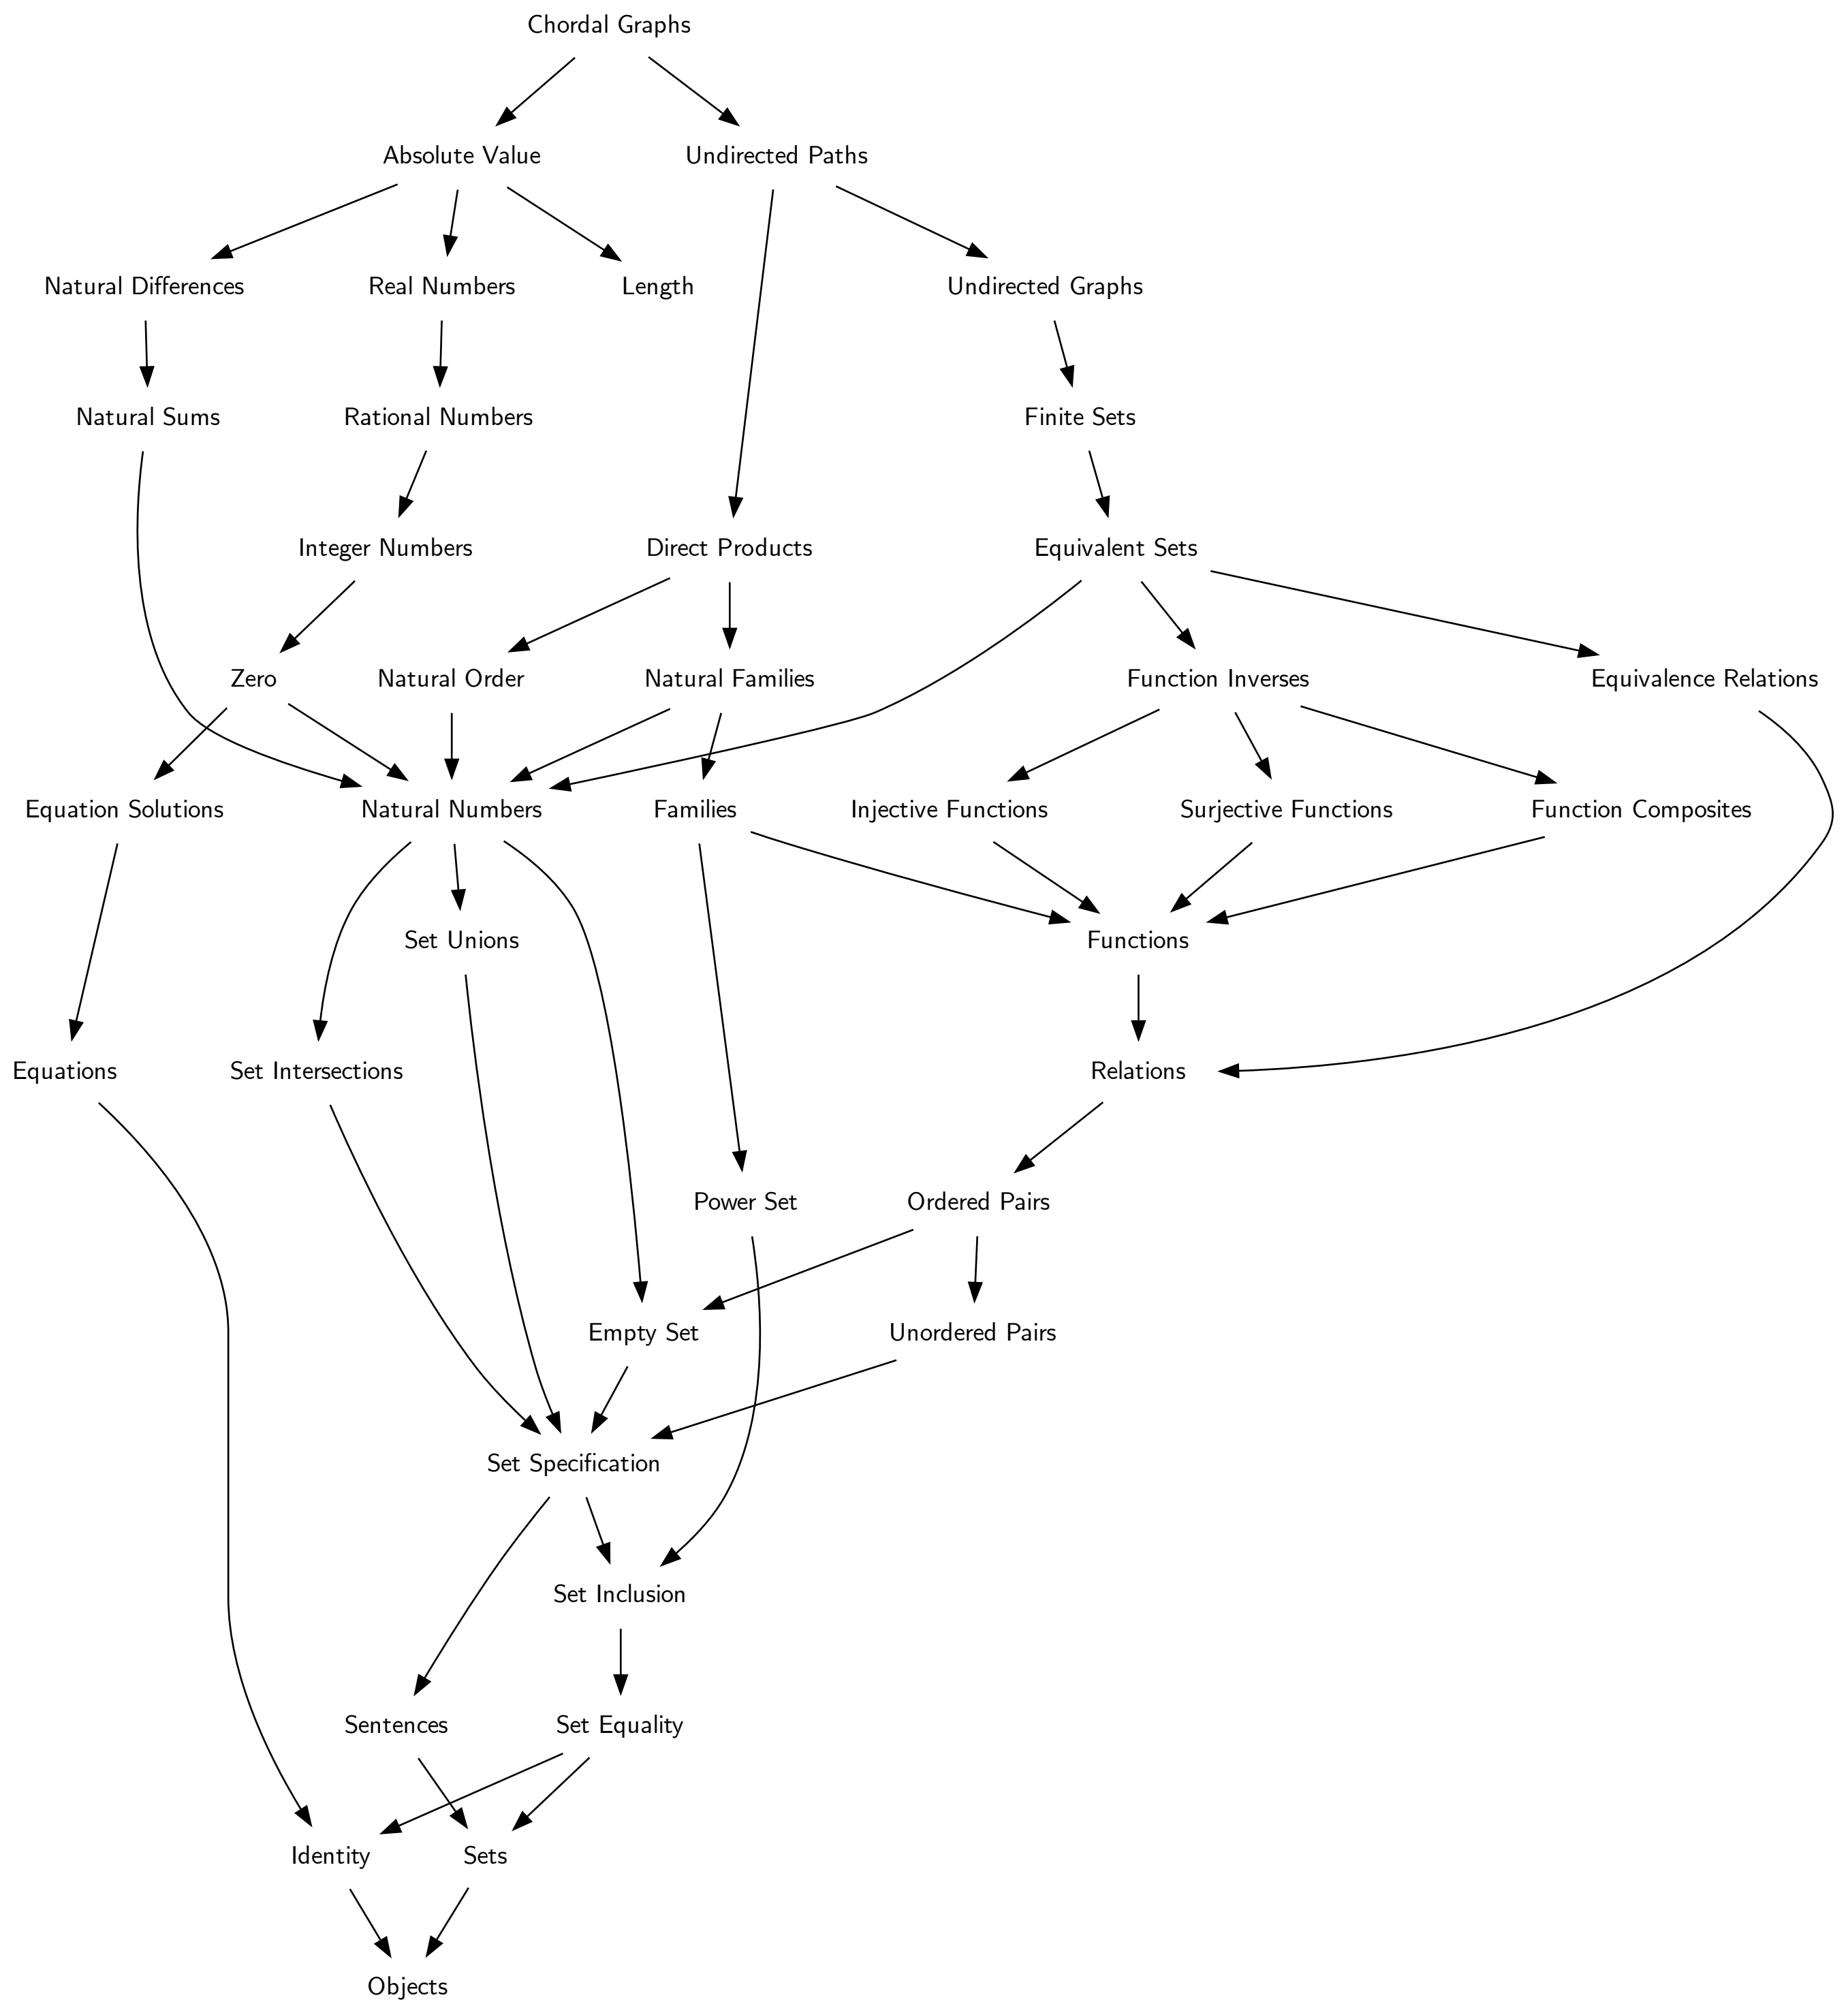 Chordal Graphs
Absolute Value
Undirected Paths
Natural Differences
Real Numbers
Length
Undirected Graphs
Natural Sums
Rational Numbers
Finite Sets
Integer Numbers
Direct Products
Equivalent Sets
Zero
Natural Order
Natural Families
Function Inverses
Equivalence Relations
Equation Solutions
Natural Numbers
Families
Injective Functions
Surjective Functions
Function Composites
Set Unions
Functions
Equations
Set Intersections
Relations
Power Set
Ordered Pairs
Empty Set
Unordered Pairs
Set Specification
Set Inclusion
Sentences
Set Equality
Identity
Sets
Objects